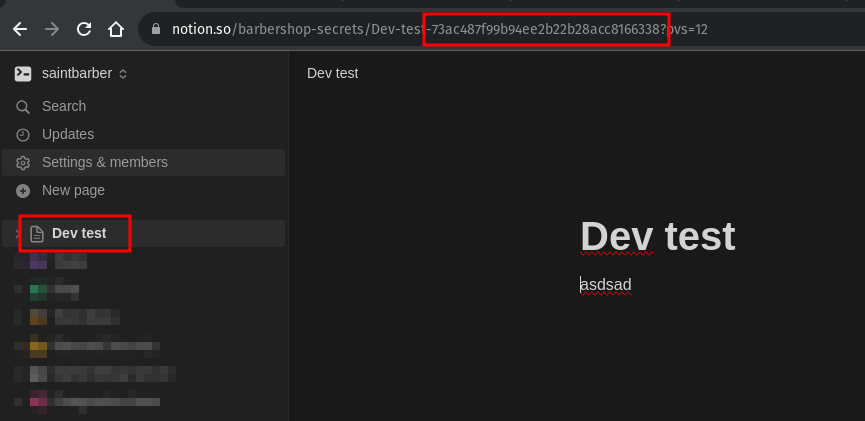 notion.so/barbershop-secrets/Dev-test-73ac487f99b94ee2b22b28acc8166338?pvs=12
saintbarber
Dev test
Search
Updates
Settings & members
New page
Dev test
Dev test
asdsad